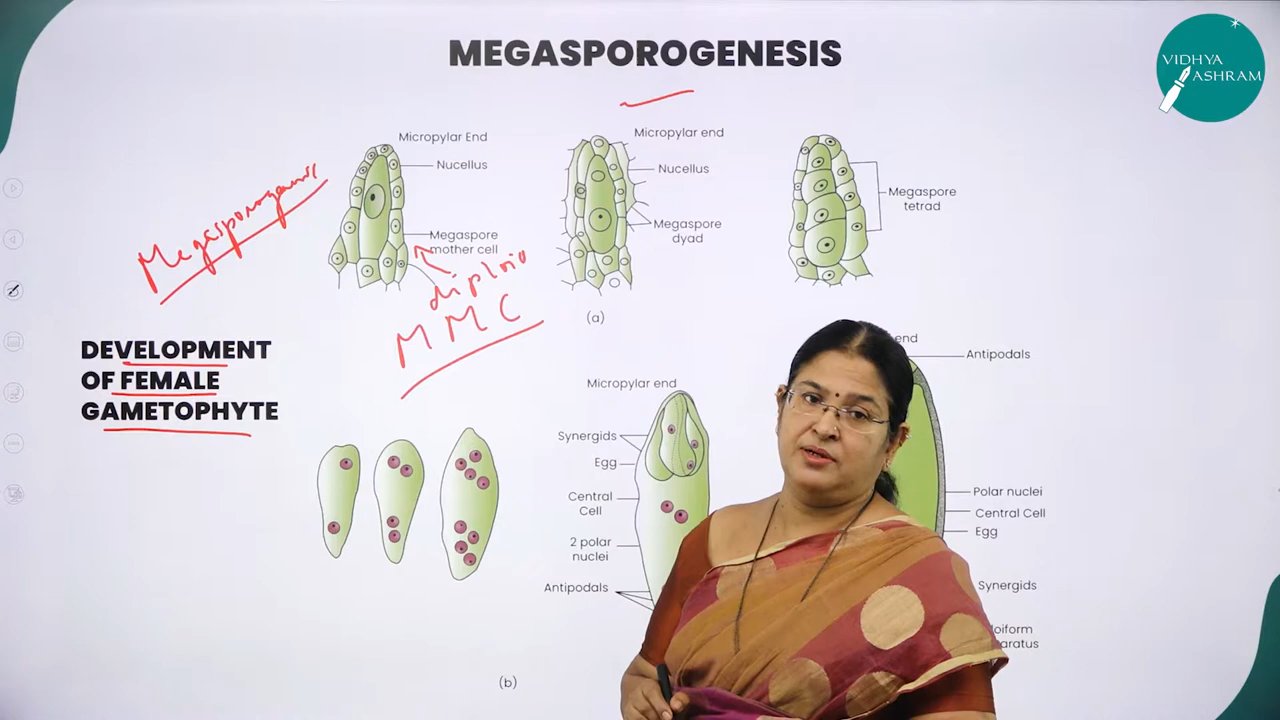 MEGASPOROGENESIS
VIDHYA
ASHRAM
Micropylar End
Nucellus
Megaspore
mother cell
Micropylar end
Nucellus
Megaspore
dyad
Megaspore
tetrad
Megasporogenesis
diploid
MMC
(a)
DEVELOPMENT
OF FEMALE
GAMETOPHYTE
Micropylar end
Synergids
Egg
Central
Cell
2 polar
nuclei
Antipodals
end
Antipodals
Polar nuclei
Central Cell
Egg
Synergids
(b)